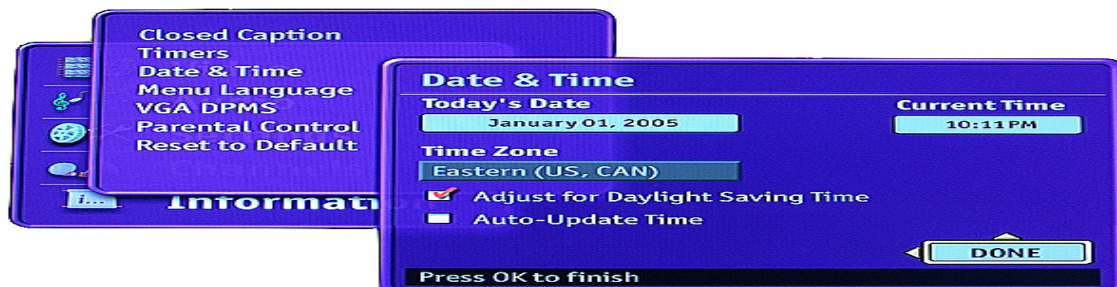 Closed Caption
Timers
Date & Time
Menu Language
VGA DPMS
Parental Control
Reset to Default
i...
Date & Time
Today's Date
Current Time
January 01, 2005
10:11PM
Time Zone
Eastern (US, CAN)
Adjust for Daylight Saving Time
Auto-Update Time
DONE
Press OK to finish